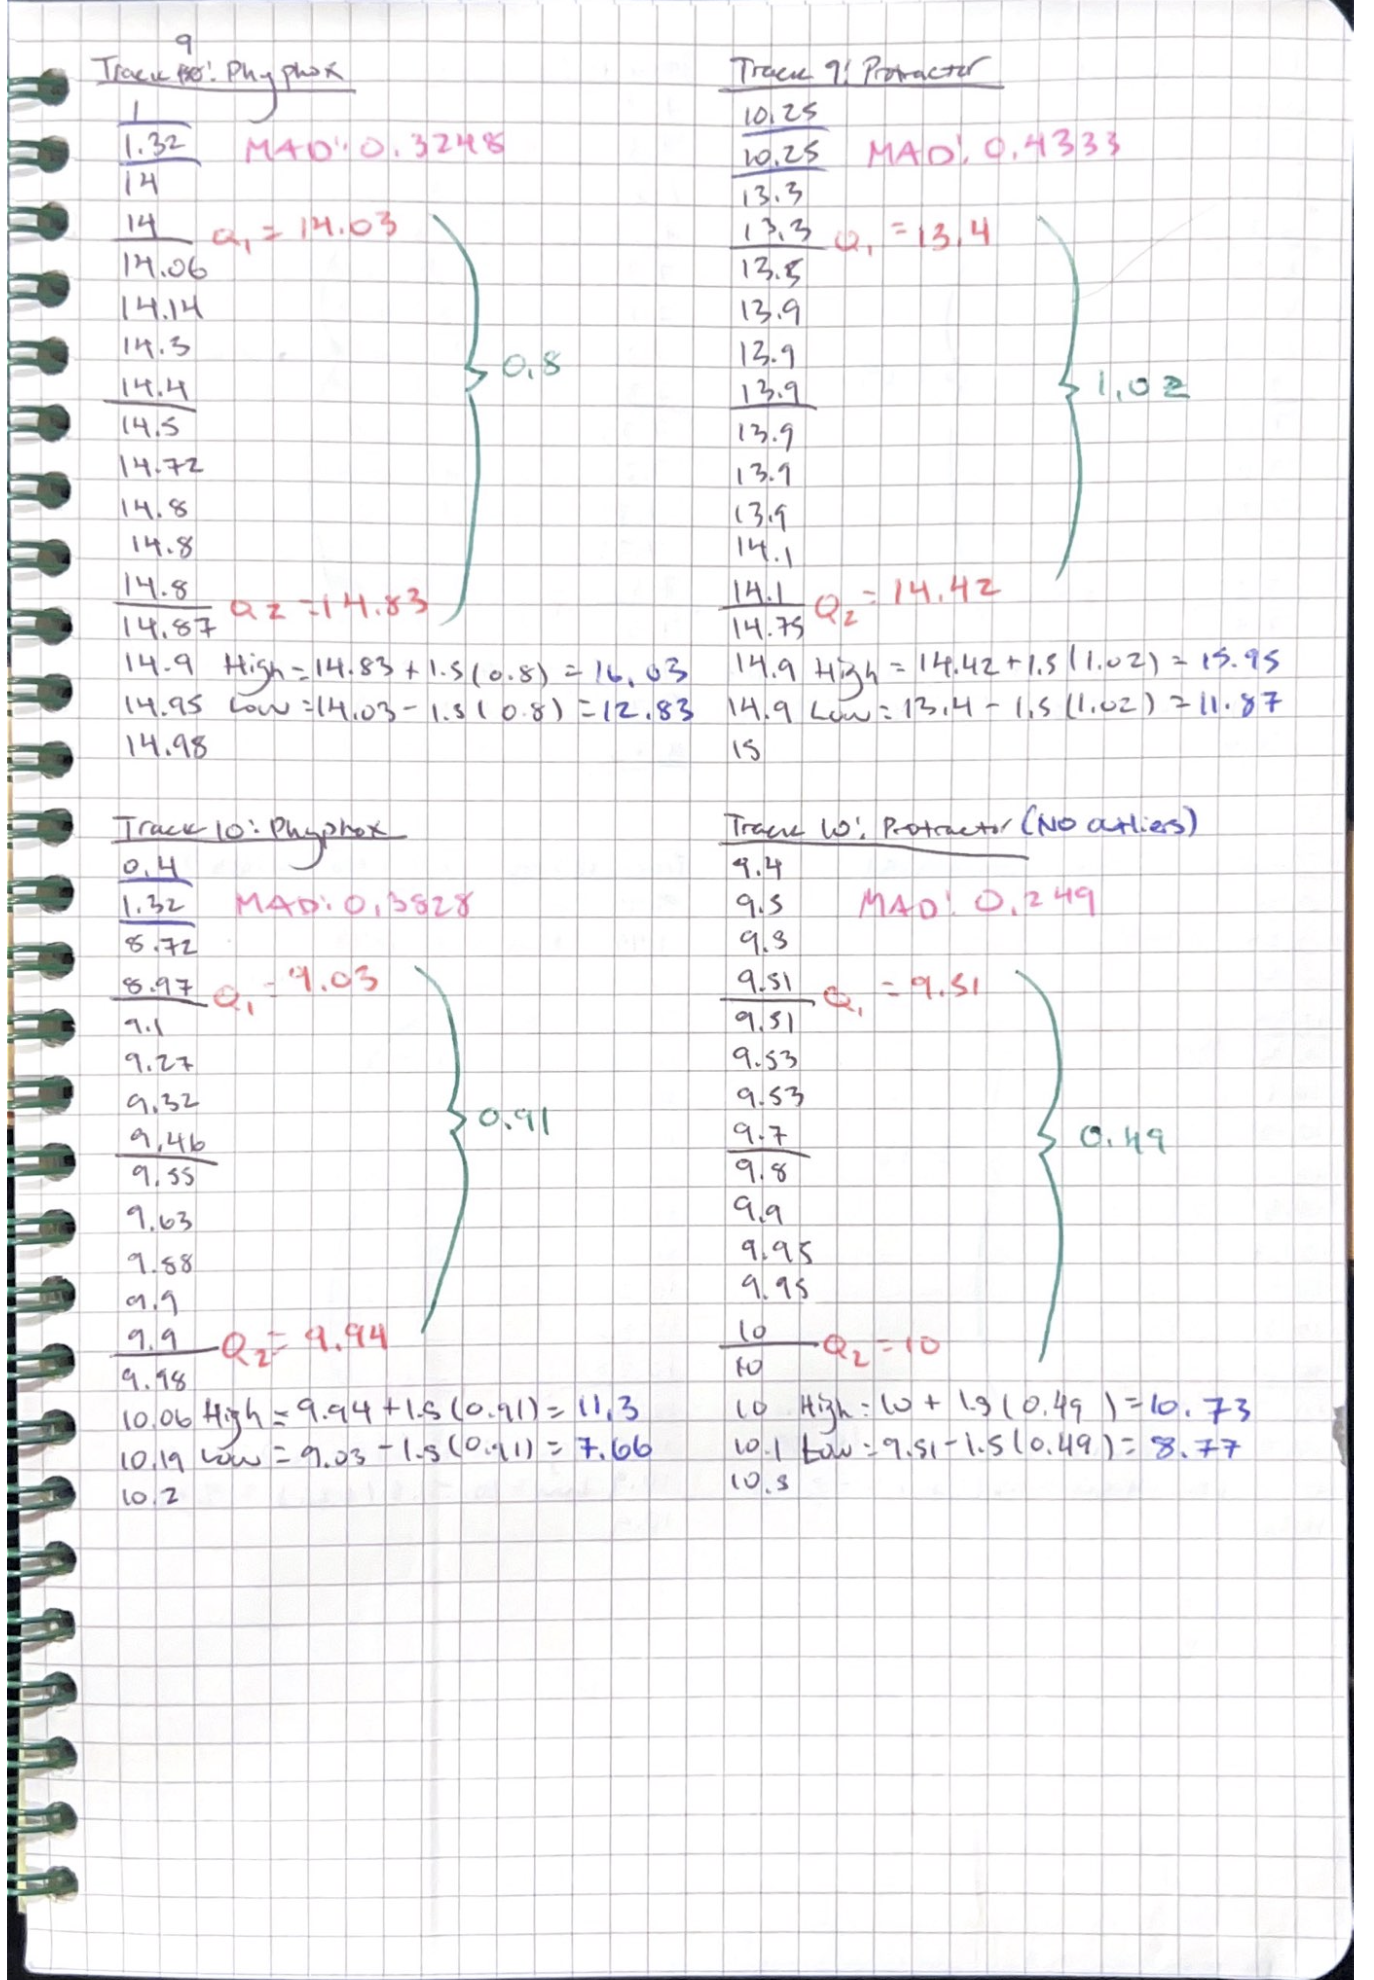 9
Track 10: Phyphox
1
1.32 MAD: 0.3248
14
14 Q1 = 14.03
14.06
14.14
14.3
14.4 0.8
14.5
14.72
14.8
14.8
14.8 Q2 = 14.83
14.87
14.9 High = 14.83 + 1.5(0.8) = 16.03
14.95 Low = 14.03 - 1.5(0.8) = 12.83
14.98
Track 9: Protractor
10.25
10.25 MAD: 0.4333
13.3
13.3 Q1 = 13.4
13.5
13.9
13.9
13.9 1.02
13.9
13.9
13.9
14.1
14.1 Q2 = 14.42
14.75
14.9 High = 14.42 + 1.5(1.02) = 15.95
14.9 Low = 13.4 - 1.5(1.02) = 11.87
15
Track 10: Phyphox
0.4
1.32 MAD: 0.3828
8.72
8.97 Q1 = 9.03
9.1
9.27
9.32
9.46 0.91
9.55
9.63
9.88
9.9
9.9 Q2 = 9.94
9.98
10.06 High = 9.94 + 1.5(0.91) = 11.3
10.19 Low = 9.03 - 1.5(0.91) = 7.66
10.2
Track 10: Protractor (No outliers)
9.4
9.5 MAD: 0.249
9.5
9.51 Q1 = 9.51
9.51
9.53
9.53
9.7 0.49
9.8
9.9
9.95
9.95
10 Q2 = 10
10
10 High = 10 + 1.5(0.49) = 10.73
10.1 Low = 9.51 - 1.5(0.49) = 8.77
10.5